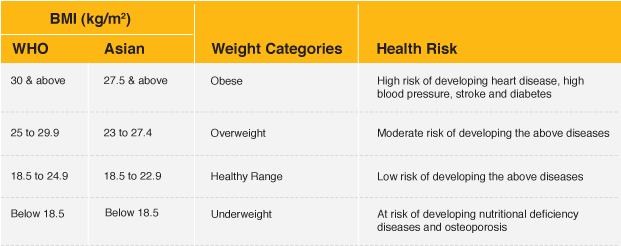 BMI (kg/m²)
WHO Asian Weight Categories Health Risk
30 & above 27.5 & above Obese High risk of developing heart disease, high
blood pressure, stroke and diabetes
25 to 29.9 23 to 27.4 Overweight Moderate risk of developing the above diseases
18.5 to 24.9 18.5 to 22.9 Healthy Range Low risk of developing the above diseases
Below 18.5 Below 18.5 Underweight At risk of developing nutritional deficiency
diseases and osteoporosis